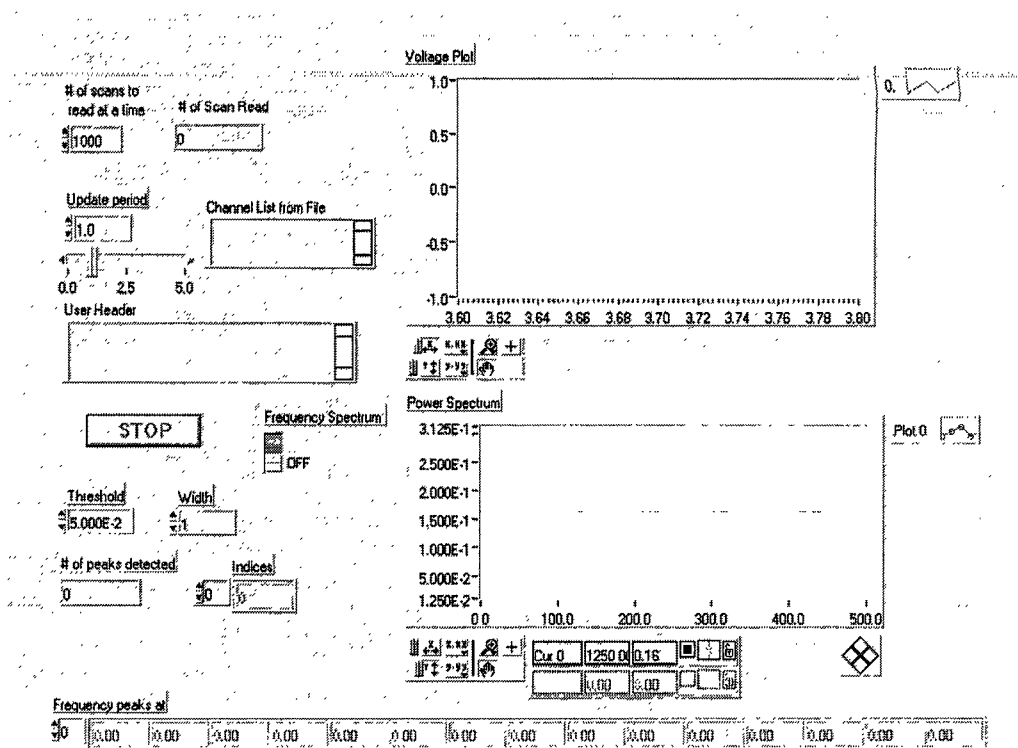 Voltage Plot
# of scans to
read at a time
# of Scan Read
1000
0
Update period
1.0
0.0 2.5 5.0
Channel List from File
User Header
1.0
0.5
0.0
-0.5
-1.0
3.60 3.62 3.64 3.66 3.68 3.70 3.72 3.74 3.76 3.78 3.80
0.
STOP
Frequency Spectrum
OFF
Threshold
5.000E-2
Width
1
# of peaks detected
0
Indices
0
Power Spectrum
3.125E-1
2.500E-1
2.000E-1
1.500E-1
1.000E-1
5.000E-2
1.250E-2
0.0 100.0 200.0 300.0 400.0 500.0
Plot 0
Cur 0 1250.00 0.16
0.00 0.00
Frequency peaks at
0 0.00 0.00 0.00 0.00 0.00 0.00 0.00 0.00 0.00 0.00 0.00 0.00 0.00 0.00 0.00